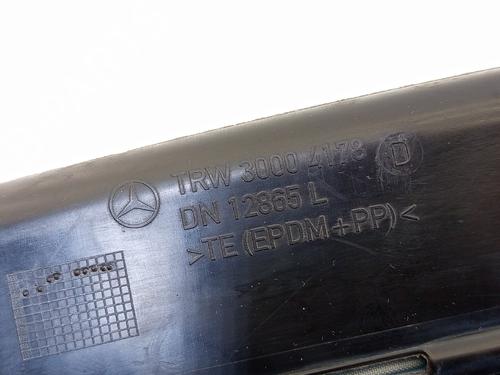 TRW 3000 4178 D
DN 12865 L
>TE (EPDM+PP)<